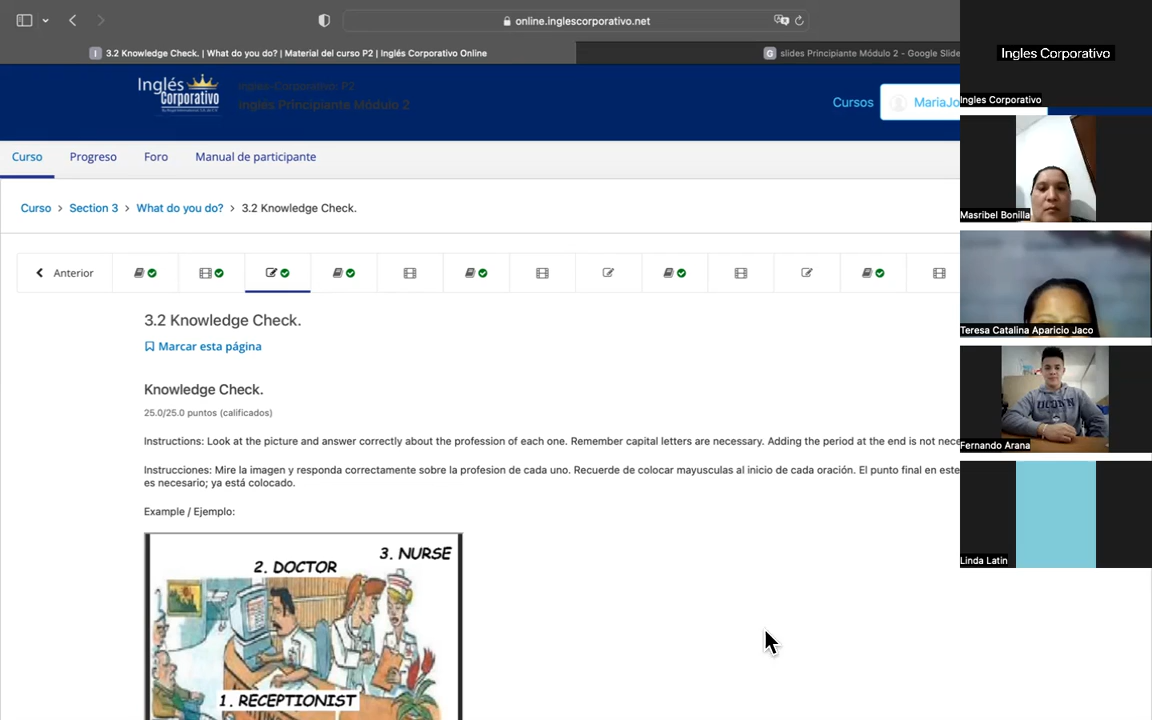 online.inglescorporativo.net
3.2 Knowledge Check. | What do you do? | Material del curso P2 | Inglés Corporativo Online
G slides Principiante Módulo 2 - Google Slide
Inglés
Corporativo
Ingles-Corporativo: P2
Inglés Principiante Módulo 2
Cursos
MariaJo
Curso
Progreso
Foro
Manual de participante
Curso > Section 3 > What do you do? > 3.2 Knowledge Check.
Anterior
3.2 Knowledge Check.
Marcar esta página
Knowledge Check.
25.0/25.0 puntos (calificados)
Instructions: Look at the picture and answer correctly about the profession of each one. Remember capital letters are necessary. Adding the period at the end is not nece
Instrucciones: Mire la imagen y responda correctamente sobre la profesion de cada uno. Recuerde de colocar mayusculas al inicio de cada oración. El punto final en este
es necesario; ya está colocado.
Example / Ejemplo:
3. NURSE
2. DOCTOR
1. RECEPTIONIST
Ingles Corporativo
Ingles Corporativo
Masribel Bonilla
Teresa Catalina Aparicio Jaco
UCONN
Fernando Arana
Linda Latin